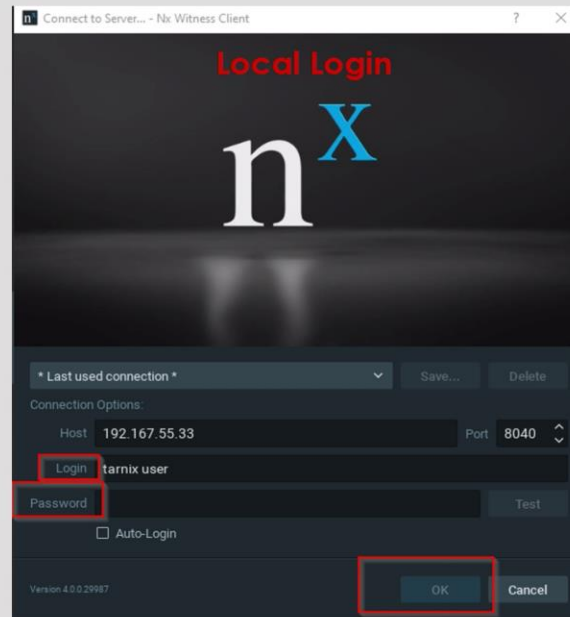 n^x Connect to Server... - Nx Witness Client ?
Local Login
n^x
* Last used connection * Save... Delete
Connection Options:
Host 192.167.55.33 Port 8040
Login tarnix user
Password Test
Auto-Login
Version 4.0.0.29987 OK Cancel